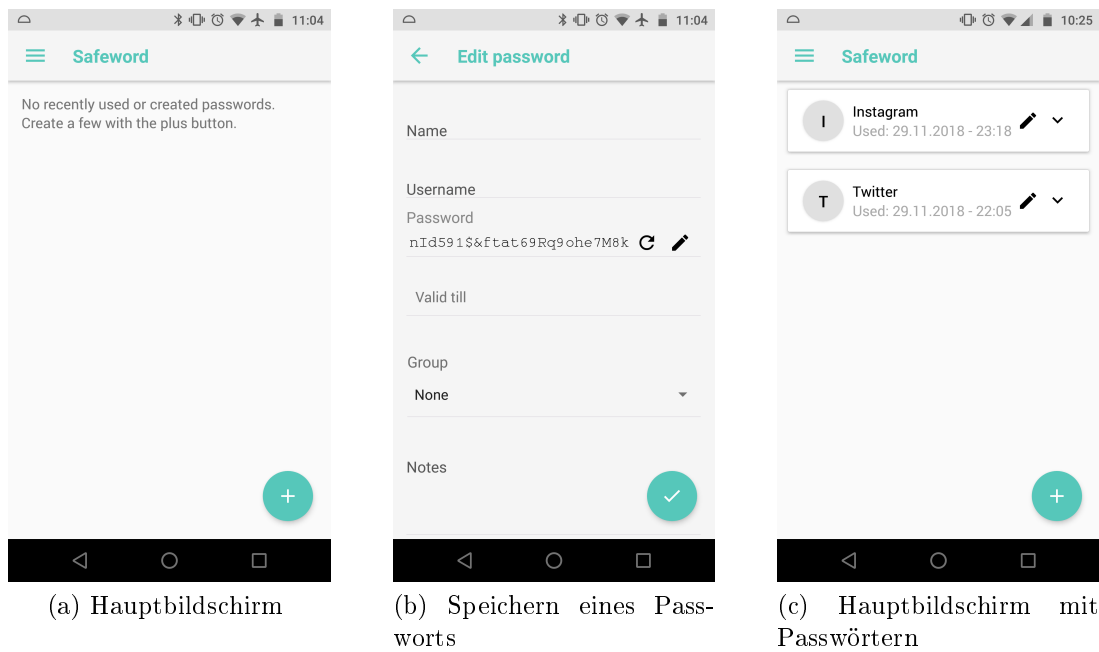 11:04
Safeword
No recently used or created passwords.
Create a few with the plus button.
(a) Hauptbildschirm
11:04
Edit password
Name
Username
Password
nId591$&ftat69Rq9ohe7M8k
Valid till
Group
None
Notes
(b) Speichern eines Pass-
worts
10:25
Safeword
I
Instagram
Used: 29.11.2018 - 23:18
T
Twitter
Used: 29.11.2018 - 22:05
(c) Hauptbildschirm mit
Passwörtern